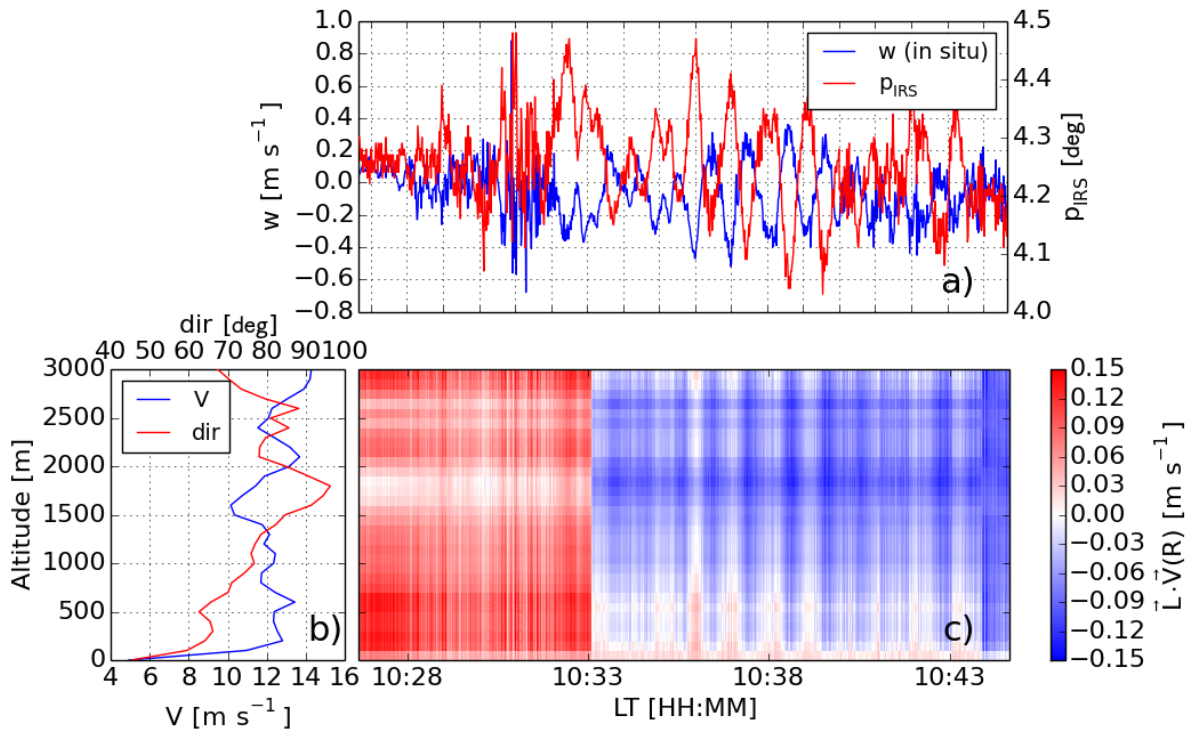 1.0
0.8
0.6
0.4
0.2
0.0
−0.2
−0.4
−0.6
−0.8
w [m s⁻¹]
w (in situ)
p_IRS
4.5
4.4
4.3
4.2
4.1
4.0
p_IRS [deg]
a)
dir [deg]
40 50 60 70 80 90 100
3000
2500
2000
1500
1000
500
0
Altitude [m]
V
dir
b)
4 6 8 10 12 14 16
V [m s⁻¹]
c)
10:28 10:33 10:38 10:43
LT [HH:MM]
0.15
0.12
0.09
0.06
0.03
0.00
−0.03
−0.06
−0.09
−0.12
−0.15
L⃗·V⃗(R) [m s⁻¹]